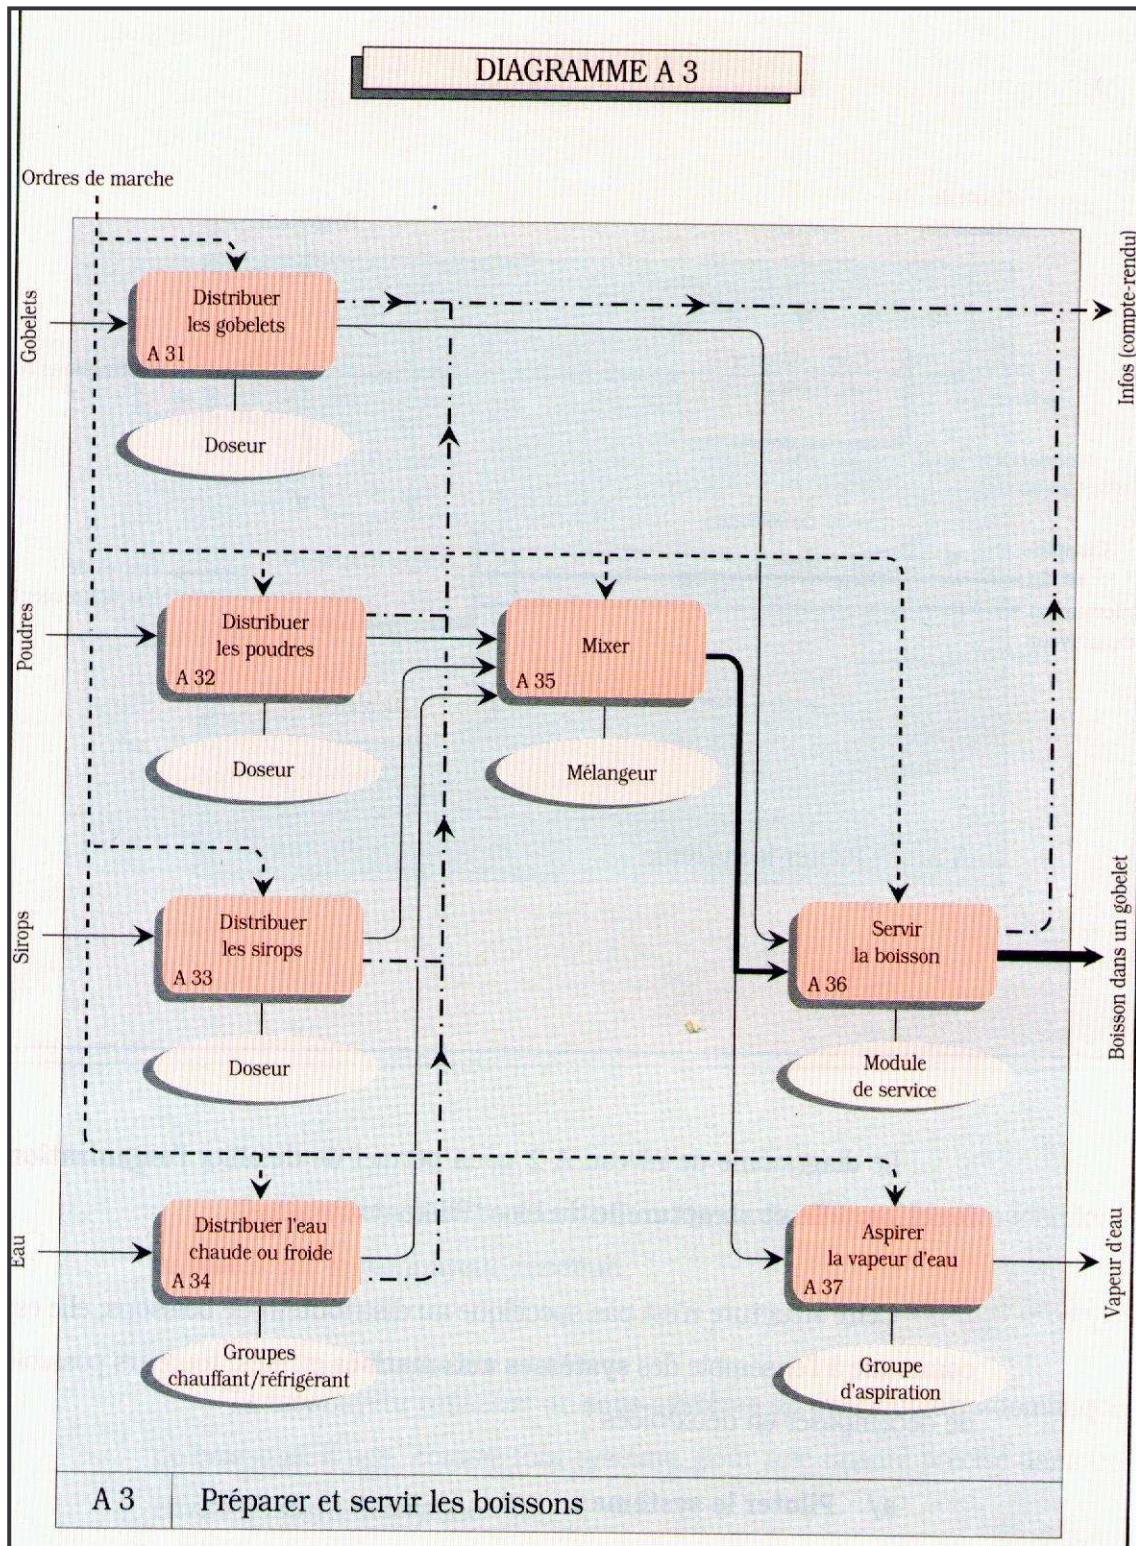 DIAGRAMME A 3
Ordres de marche
Gobelets
Distribuer
les gobelets
A 31
Doseur
Infos (compte-rendu)
Poudres
Distribuer
les poudres
A 32
Doseur
Mixer
A 35
Mélangeur
Sirops
Distribuer
les sirops
A 33
Doseur
Servir
la boisson
A 36
Module
de service
Boisson dans un gobelet
Eau
Distribuer l'eau
chaude ou froide
A 34
Groupes
chauffant/réfrigérant
Aspirer
la vapeur d'eau
A 37
Groupe
d'aspiration
Vapeur d'eau
A 3
Préparer et servir les boissons